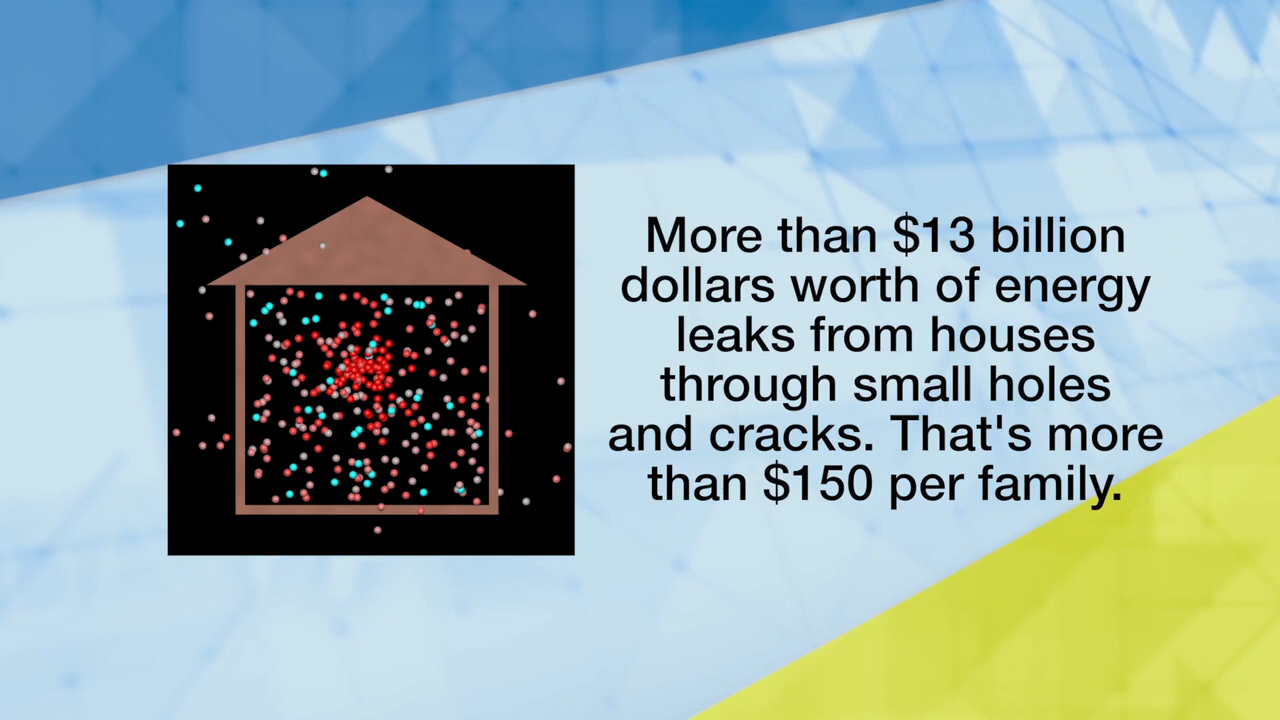 More than $13 billion
dollars worth of energy
leaks from houses
through small holes
and cracks. That's more
than $150 per family.